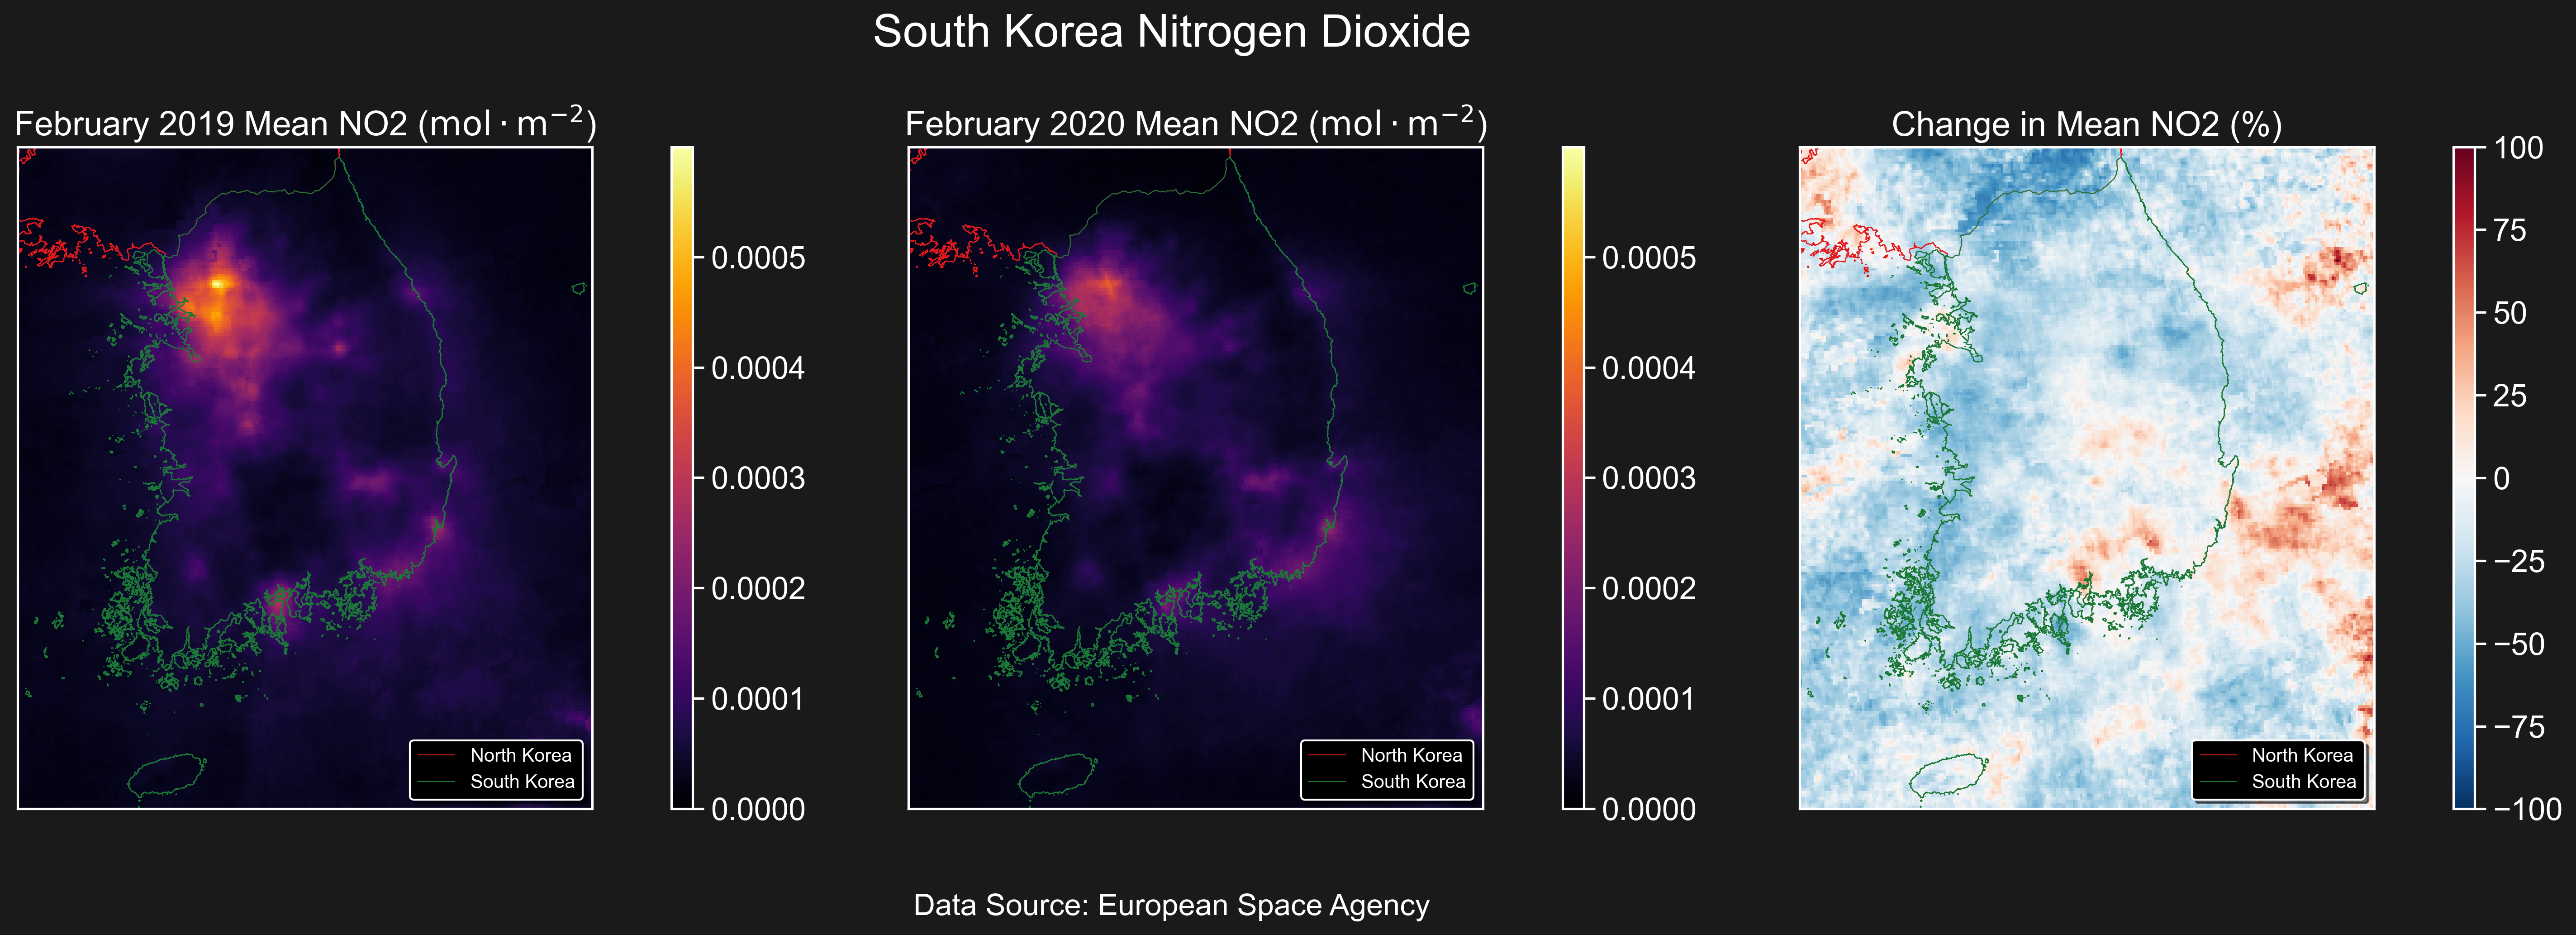 South Korea Nitrogen Dioxide
February 2019 Mean NO2 (mol · m⁻²)
0.0005
0.0004
0.0003
0.0002
0.0001
0.0000
North Korea
South Korea
February 2020 Mean NO2 (mol · m⁻²)
0.0005
0.0004
0.0003
0.0002
0.0001
0.0000
North Korea
South Korea
Change in Mean NO2 (%)
100
75
50
25
0
−25
−50
−75
−100
North Korea
South Korea
Data Source: European Space Agency